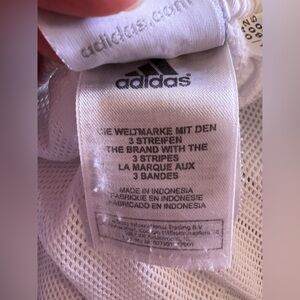 adidas.com
adidas
DIE WELTMARKE MIT DEN
3 STREIFEN
THE BRAND WITH THE
3 STRIPES
LA MARQUE AUX
3 BANDES
MADE IN INDONESIA
FABRIQUE EN INDONESIE
FABRICADO EN INDONESIE